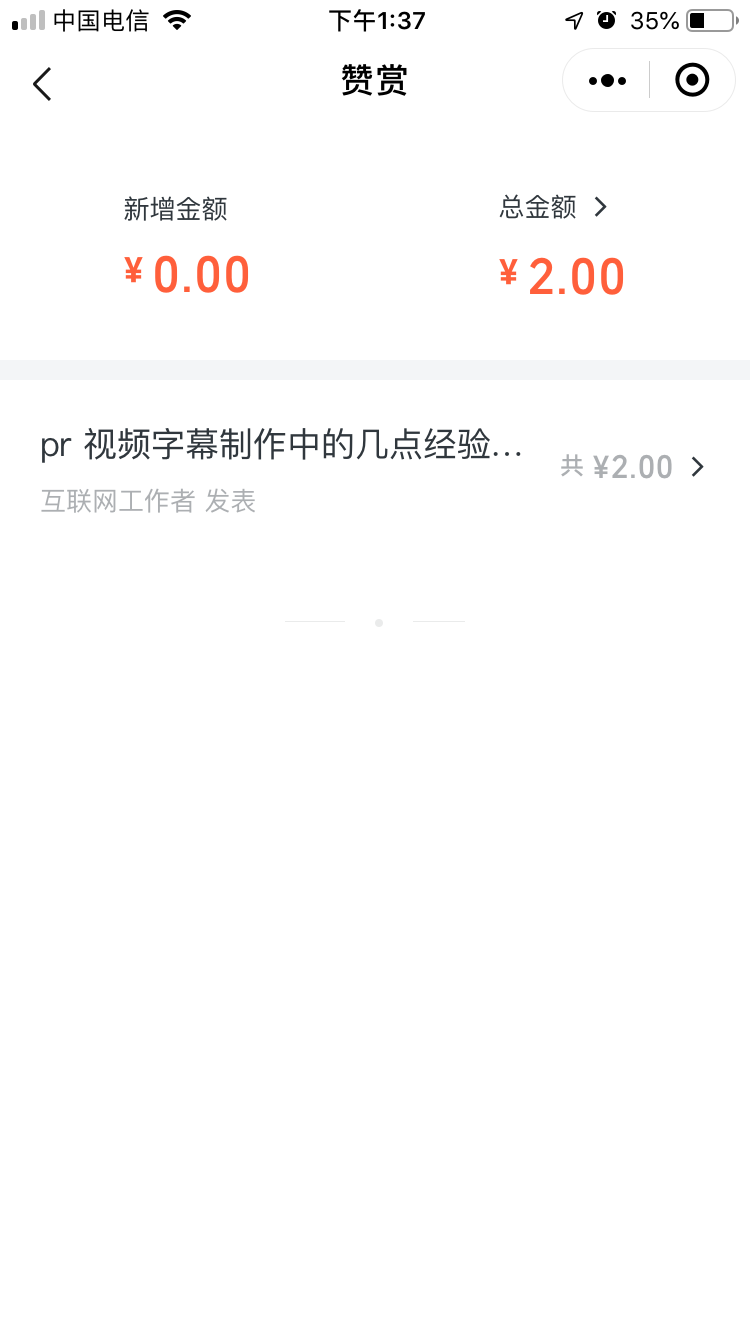 中国电信 下午1:37 35%
赞赏
新增金额 总金额
¥ 0.00 ¥ 2.00
pr 视频字幕制作中的几点经验...
共 ¥2.00
互联网工作者 发表